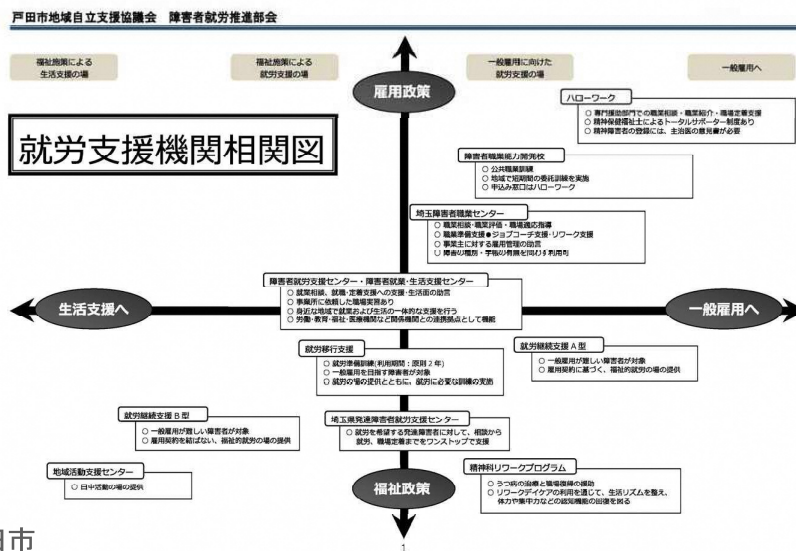 戸田市地域自立支援協議会　障害者就労推進部会
福祉施策による
生活支援の場
福祉施策による
就労支援の場
一般雇用に向けた
就労支援の場
一般雇用へ
雇用政策
就労支援機関相関図
ハローワーク
○ 専門援助部門での職業相談・職業紹介・職場定着支援
○ 精神保健福祉士によるトータルサポーター制度あり
○ 精神障害者の登録には、主治医の意見書が必要
障害者職業能力開発校
○ 公共職業訓練
○ 地域で短期間の委託訓練を実施
○ 申込み窓口はハローワーク
埼玉障害者職業センター
○ 職業相談・職業評価・職場適応指導
○ 職業準備支援●ジョブコーチ支援・リワーク支援
○ 事業主に対する雇用管理の助言
○ 障害の種別・手帳の有無を問わず利用可
障害者就労支援センター・障害者就業・生活支援センター
○ 就業相談、就職・定着支援への支援・生活面の助言
○ 事業所に依頼した職場実習あり
○ 身近な地域で就業および生活の一体的な支援を行う
○ 労働・教育・福祉・医療機関など関係機関との連携拠点として機能
生活支援へ
一般雇用へ
就労移行支援
○ 就労準備訓練(利用期間：原則２年)
○ 一般雇用を目指す障害者が対象
○ 就労の場の提供とともに、就労に必要な訓練の実施
就労継続支援Ａ型
○ 一般雇用が難しい障害者が対象
○ 雇用契約に基づく、福祉的就労の場の提供
就労継続支援Ｂ型
○ 一般雇用が難しい障害者が対象
○ 雇用契約を結ばない、福祉的就労の場の提供
埼玉県発達障害者就労支援センター
○ 就労を希望する発達障害者に対して、相談から
就労、職場定着までをワンストップで支援
地域活動支援センター
○ 日中活動の場の提供
福祉政策
精神科リワークプログラム
○ うつ病の治療と職場復帰の援助
○ リワークデイケアの利用を通じて、生活リズムを整え、
体力や集中力などの認知機能の回復を図る
田市
1